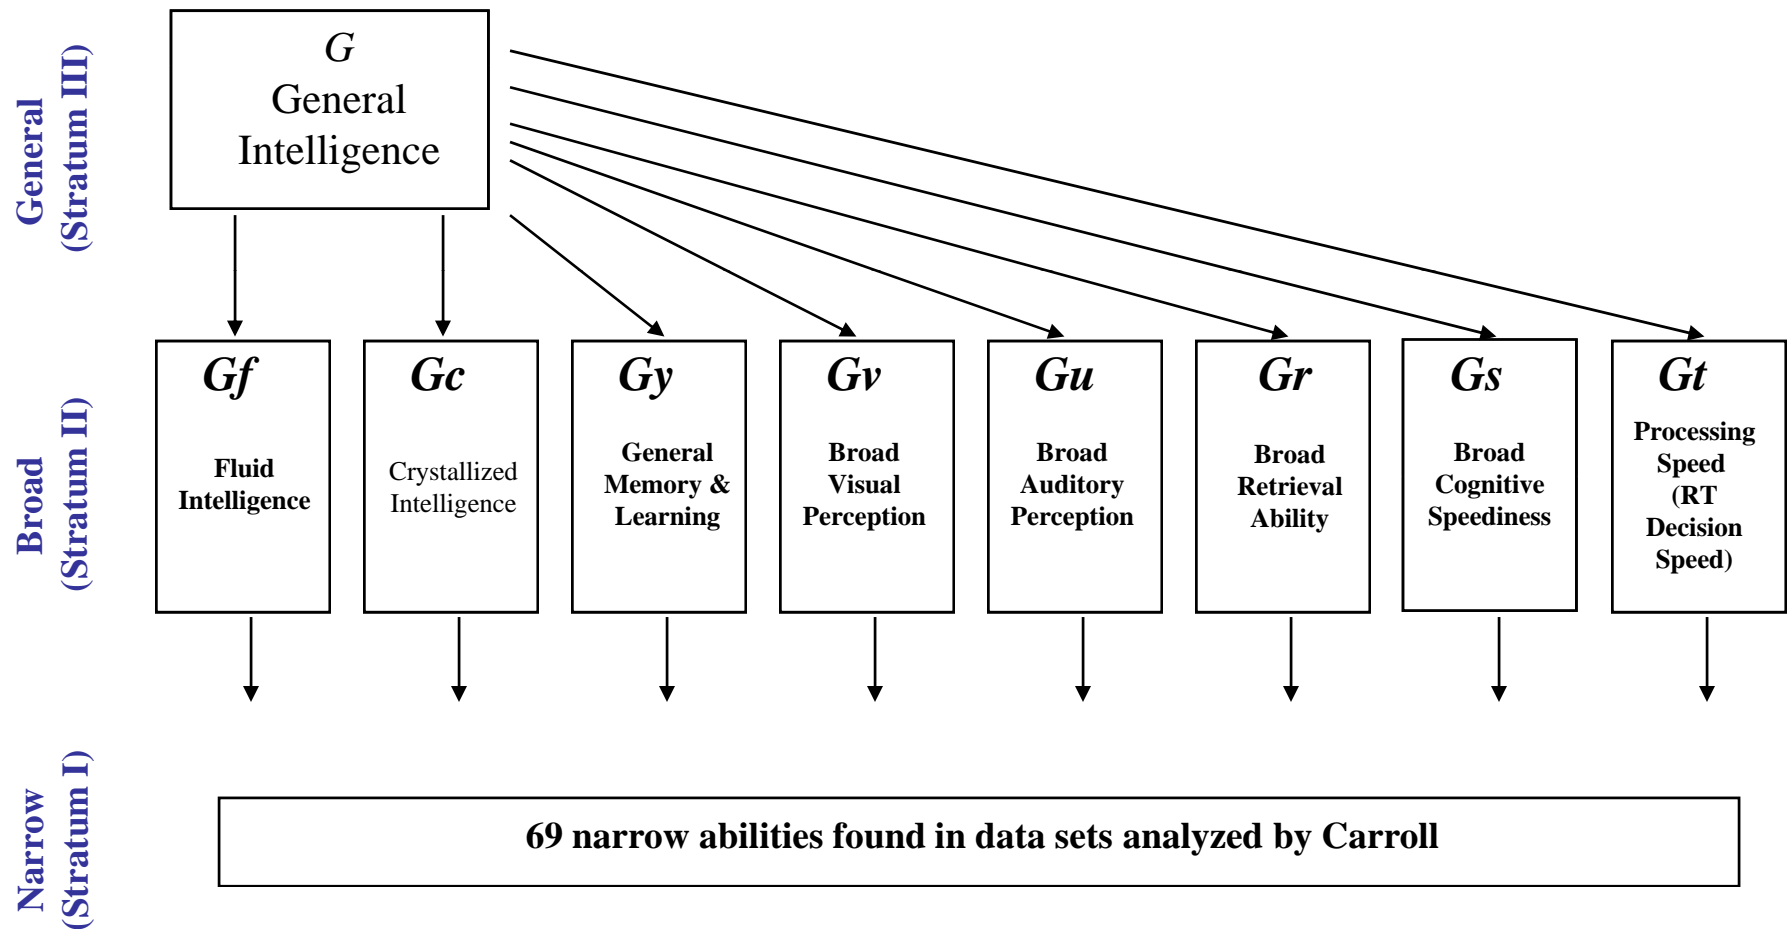 General
(Stratum III)
G
General
Intelligence
Broad
(Stratum II)
Gf
Fluid
Intelligence
Gc
Crystallized
Intelligence
Gy
General
Memory &
Learning
Gv
Broad
Visual
Perception
Gu
Broad
Auditory
Perception
Gr
Broad
Retrieval
Ability
Gs
Broad
Cognitive
Speediness
Gt
Processing
Speed
(RT
Decision
Speed)
Narrow
(Stratum I)
69 narrow abilities found in data sets analyzed by Carroll